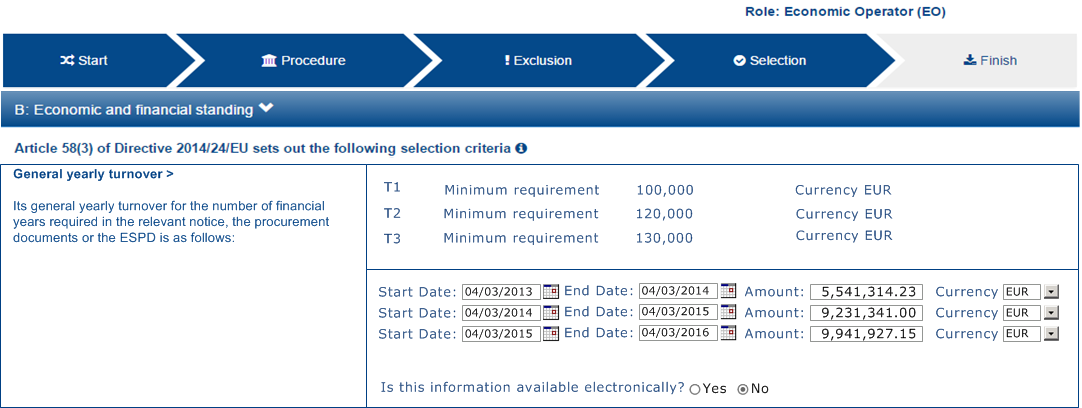 Role: Economic Operator (EO)
Start Procedure Exclusion Selection Finish
B: Economic and financial standing
Article 58(3) of Directive 2014/24/EU sets out the following selection criteria
General yearly turnover >
Its general yearly turnover for the number of financial
years required in the relevant notice, the procurement
documents or the ESPD is as follows:
T1 Minimum requirement 100,000 Currency EUR
T2 Minimum requirement 120,000 Currency EUR
T3 Minimum requirement 130,000 Currency EUR
Start Date: 04/03/2013 End Date: 04/03/2014 Amount: 5,541,314.23 Currency EUR
Start Date: 04/03/2014 End Date: 04/03/2015 Amount: 9,231,341.00 Currency EUR
Start Date: 04/03/2015 End Date: 04/03/2016 Amount: 9,941,927.15 Currency EUR
Is this information available electronically? Yes No